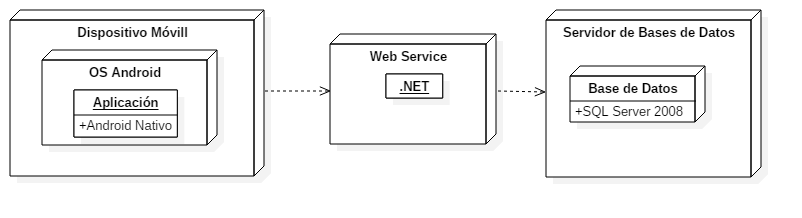 Dispositivo Móvill
OS Android
Aplicación
+Android Nativo
Web Service
.NET
Servidor de Bases de Datos
Base de Datos
+SQL Server 2008